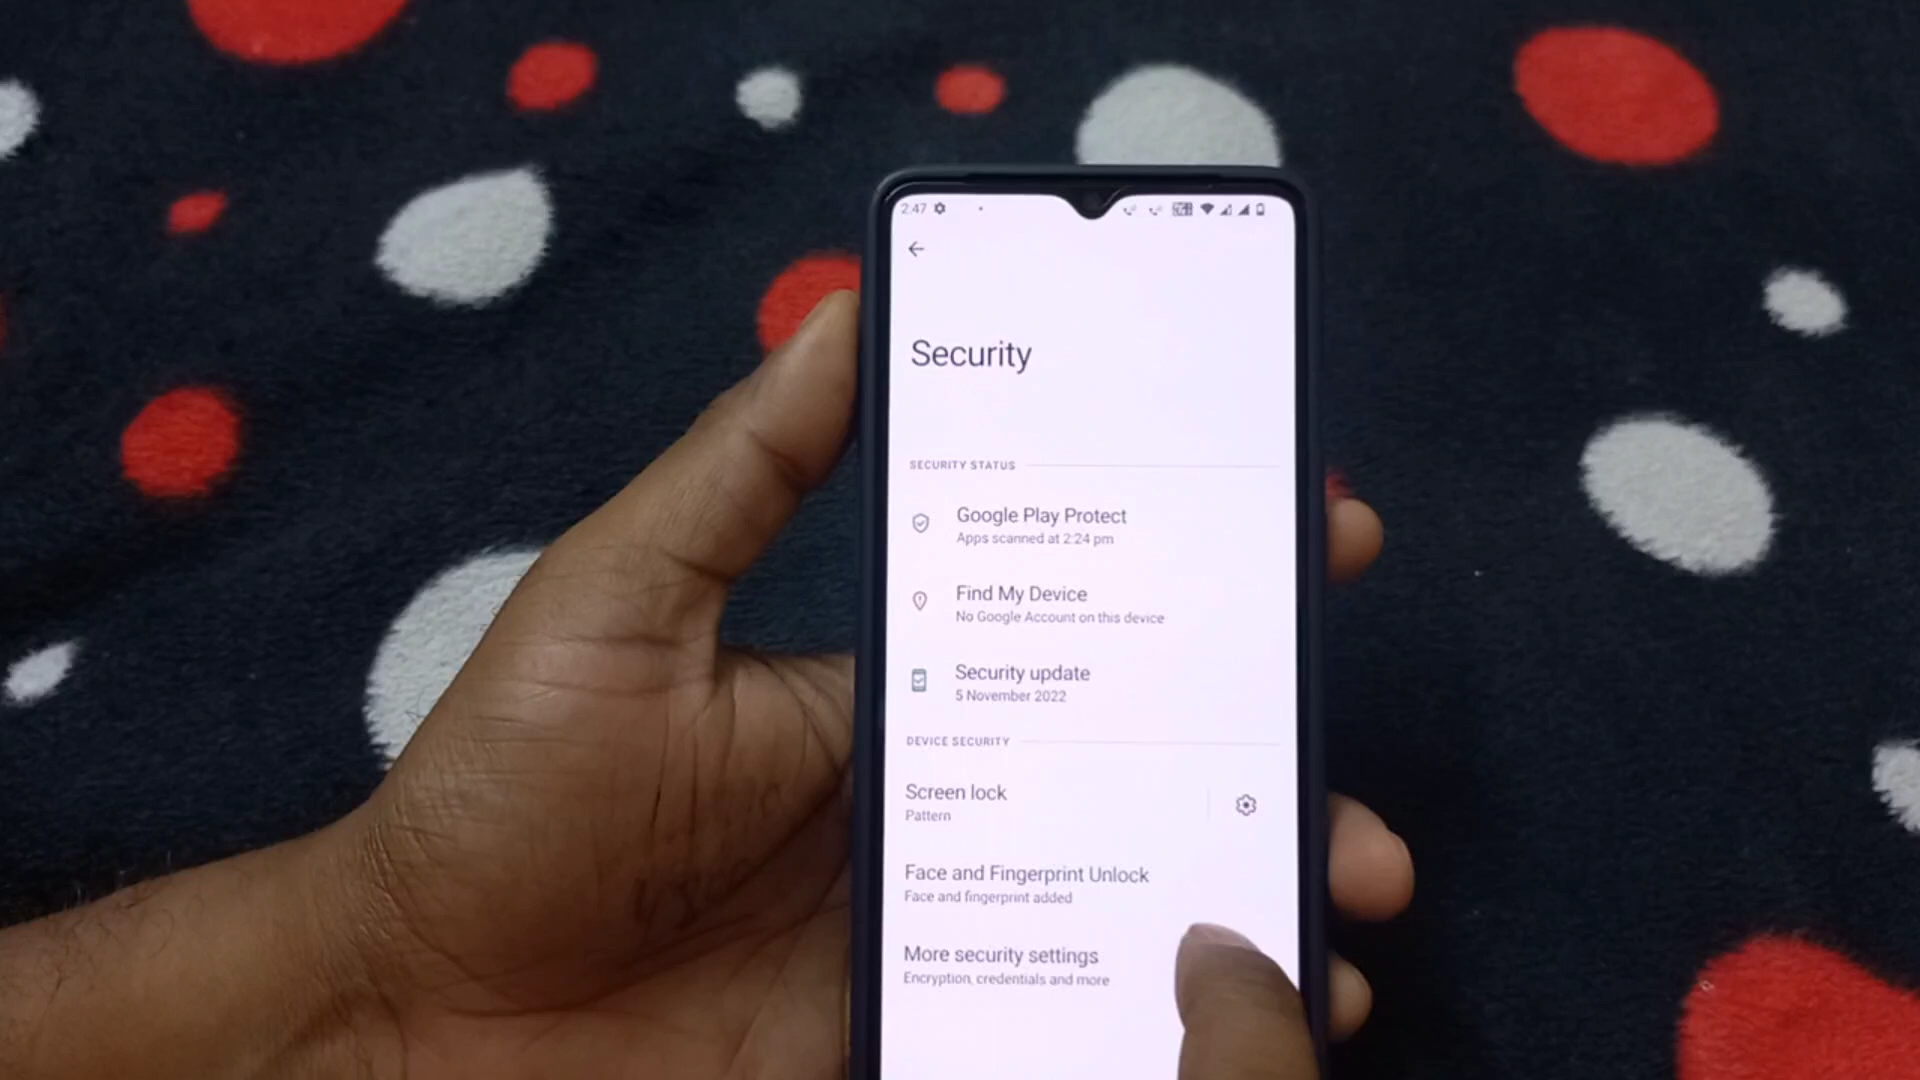 2:47
Security
SECURITY STATUS
Google Play Protect
Apps scanned at 2:24 pm
Find My Device
No Google Account on this device
Security update
5 November 2022
DEVICE SECURITY
Screen lock
Pattern
Face and Fingerprint Unlock
Face and fingerprint added
More security settings
Encryption, credentials and more